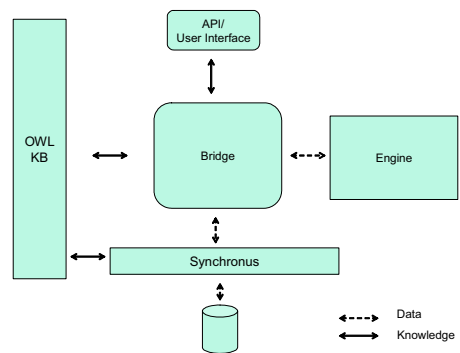 API/
User Interface
OWL
KB
Bridge
Engine
Synchronus
Data
Knowledge